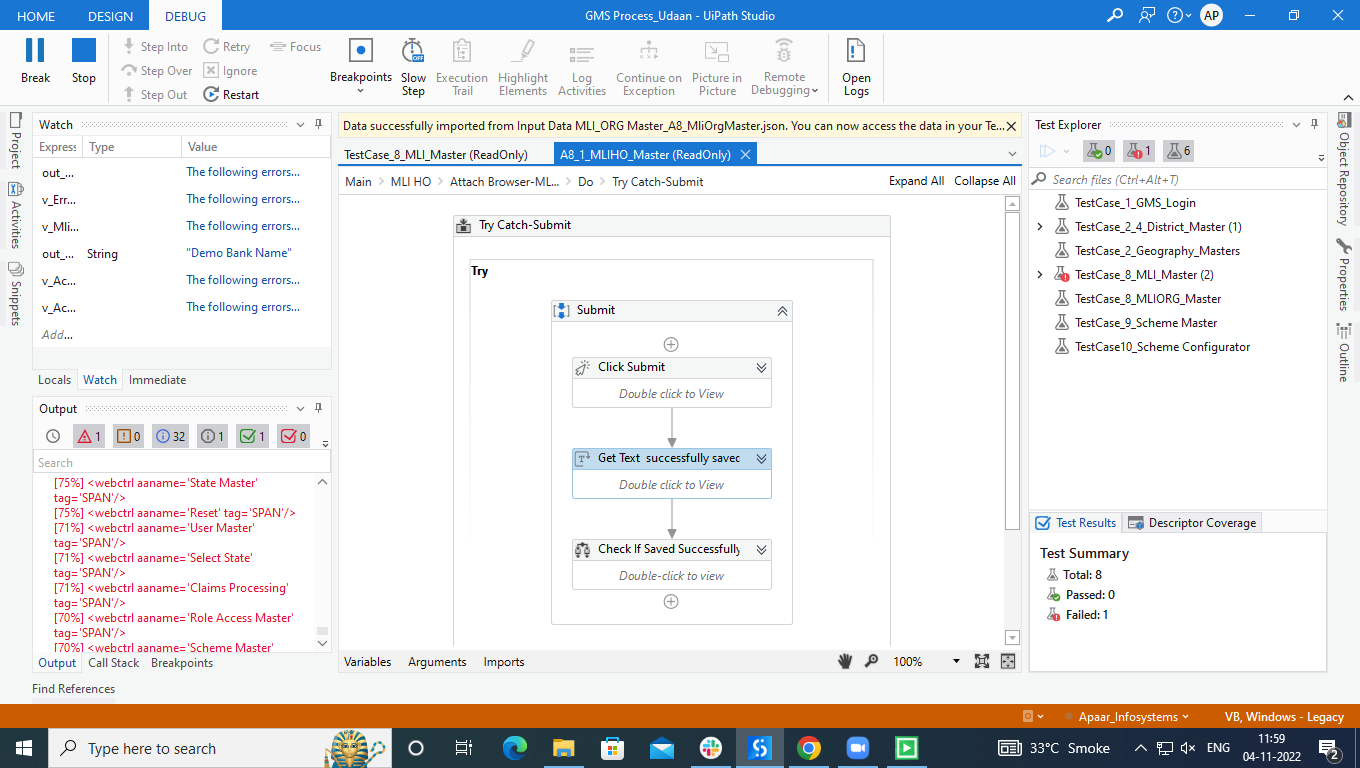 HOME DESIGN DEBUG GMS Process_Udaan - UiPath Studio AP
Break
Stop
Step Into
Step Over
Step Out
Retry
Ignore
Restart
Focus
Breakpoints
Slow
Step
Execution
Trail
Highlight
Elements
Log
Activities
Continue on
Exception
Picture in
Picture
Remote
Debugging
Open
Logs
Project
Activities
Snippets
Watch
Express Type Value
out_... The following errors...
v_Err... The following errors...
v_Mli... The following errors...
out_... String "Demo Bank Name"
v_Ac... The following errors...
v_Ac... The following errors...
Add...
Locals Watch Immediate
Output
1 0 32 1 1 0
Search
[75%] <webctrl aaname='State Master'
tag='SPAN'/>
[75%] <webctrl aaname='Reset' tag='SPAN'/>
[71%] <webctrl aaname='User Master'
tag='SPAN'/>
[71%] <webctrl aaname='Select State'
tag='SPAN'/>
[71%] <webctrl aaname='Claims Processing'
tag='SPAN'/>
[70%] <webctrl aaname='Role Access Master'
tag='SPAN'/>
[70%] <webctrl aaname='Scheme Master'
Output Call Stack Breakpoints
Find References
Data successfully imported from Input Data MLI_ORG Master_A8_MliOrgMaster.json. You can now access the data in your Te...
TestCase_8_MLI_Master (ReadOnly) A8_1_MLIHO_Master (ReadOnly)
Main MLI HO Attach Browser-ML... Do Try Catch-Submit Expand All Collapse All
Try Catch-Submit
Try
Submit
Click Submit
Double click to View
Get Text successfully saved
Double click to View
Check If Saved Successfully
Double-click to view
Variables Arguments Imports 100%
Test Explorer
0 1 6
Search files (Ctrl+Alt+T)
TestCase_1_GMS_Login
TestCase_2_4_District_Master (1)
TestCase_2_Geography_Masters
TestCase_8_MLI_Master (2)
TestCase_8_MLIORG_Master
TestCase_9_Scheme Master
TestCase10_Scheme Configurator
Test Results Descriptor Coverage
Test Summary
Total: 8
Passed: 0
Failed: 1
Object Repository
Properties
Outline
Apaar_Infosystems VB, Windows - Legacy
Type here to search
33°C Smoke
ENG
11:59
04-11-2022
2